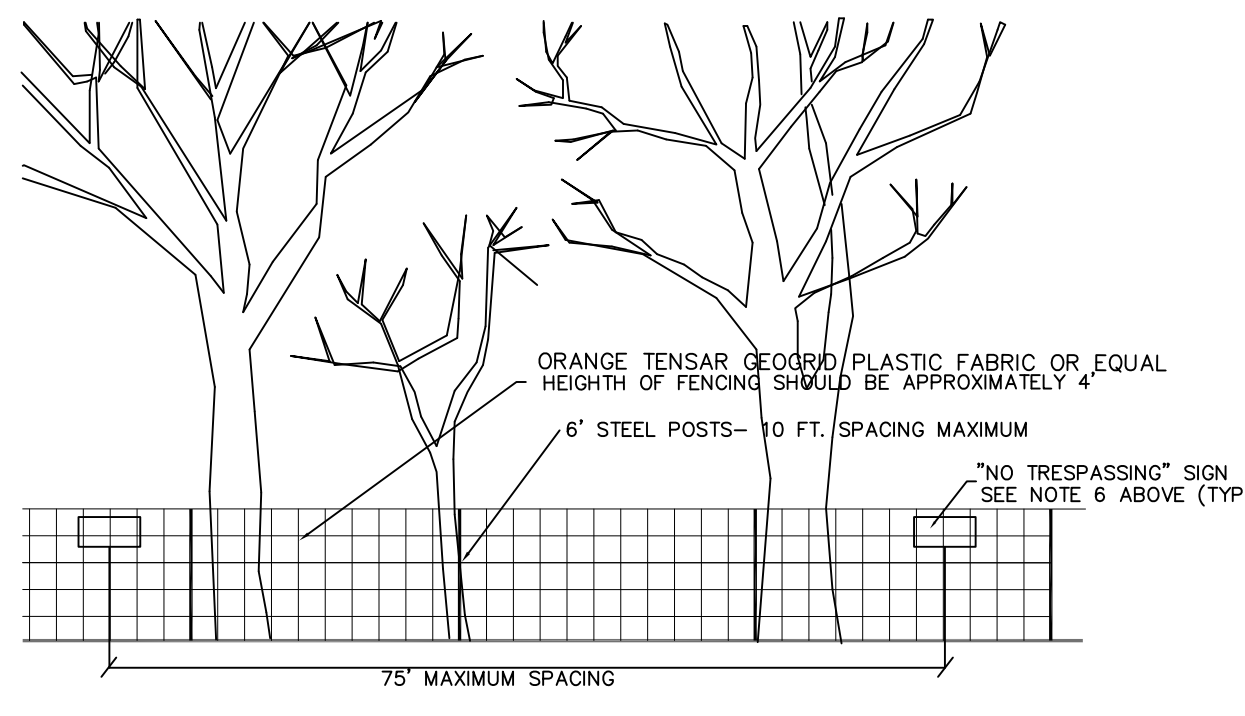 ORANGE TENSAR GEOGRID PLASTIC FABRIC OR EQUAL
HEIGHTH OF FENCING SHOULD BE APPROXIMATELY 4'
6' STEEL POSTS– 10 FT. SPACING MAXIMUM
"NO TRESPASSING" SIGN
SEE NOTE 6 ABOVE (TYP
75' MAXIMUM SPACING